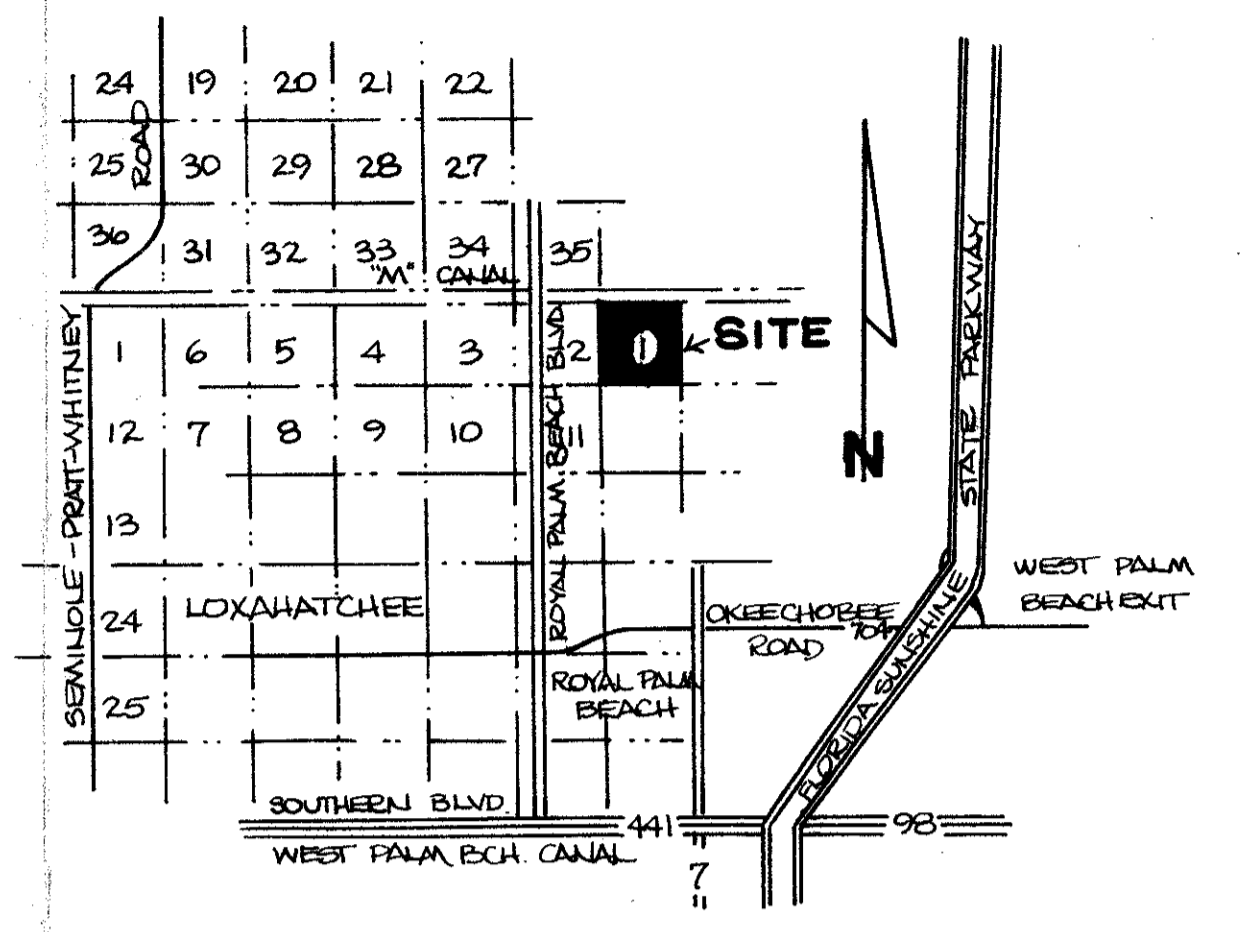 24 19 20 21 22
ROAD
25 30 29 28 27
36 31 32 33 34 35
"M" CANAL
1 6 5 4 3 2 1
SITE
12 7 8 9 10 11
N
13
24
25
SEMINOLE - PRATT-WHITNEY
ROYAL PALM BEACH BLVD
STATE PARKWAY
WEST PALM
BEACH EXIT
LOXAHATCHEE
OKEECHOBEE
ROAD
704
FLORIDA SUNSHINE
ROYAL PALM
BEACH
SOUTHERN BLVD.
441 98
WEST PALM BCH. CANAL
7